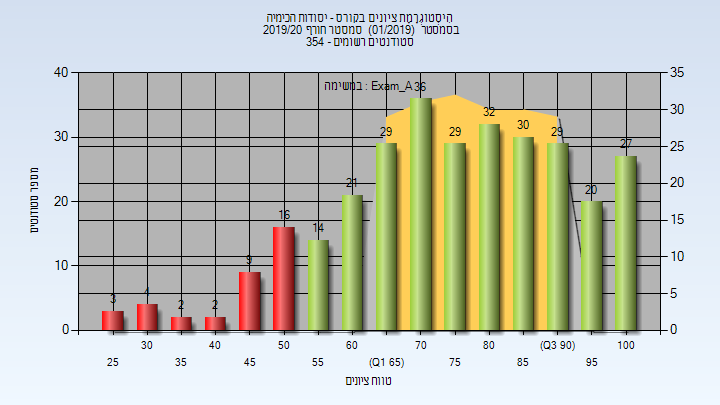 הִיסְטוֹגְרָמַת ציונים בקורס - יסודות הכימיה
בסמסטר (01/2019) סמסטר חורף 2019/20
סטודנטים רשומים - 354
במשימה : Exam_A
40 35
30 30
25
20 20
15
10 10
5
0 0
מספר סטודנטים
3 4 2 2 9 16 14 21 29 36 29 32 30 29 20 27
30 40 50 60 70 80 (Q3 90) 100
25 35 45 55 (Q1 65) 75 85 95
טווח ציונים